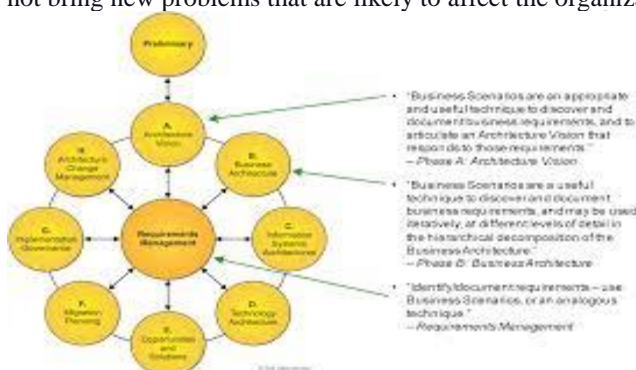 not bring new problems that are likely to affect the organiza
Preliminary
A.
Architecture
Vision
H.
Architecture
Change
Management
B.
Business
Architecture
G.
Implementation
Governance
Requirements
Management
C.
Information
Systems
Architectures
F.
Migration
Planning
D.
Technology
Architecture
E.
Opportunities
and
Solutions
• "Business Scenarios are an appropriate
and useful technique to discover and
document business requirements, and to
articulate an Architecture Vision that
responds to those requirements."
– Phase A: Architecture Vision
• "Business Scenarios are a useful
technique to discover and document
business requirements, and may be used
iteratively, at different levels of detail in
the hierarchical decomposition of the
Business Architecture."
– Phase B: Business Architecture
• "Identify/document requirements – use
Business Scenarios, or an analogous
technique."
– Requirements Management